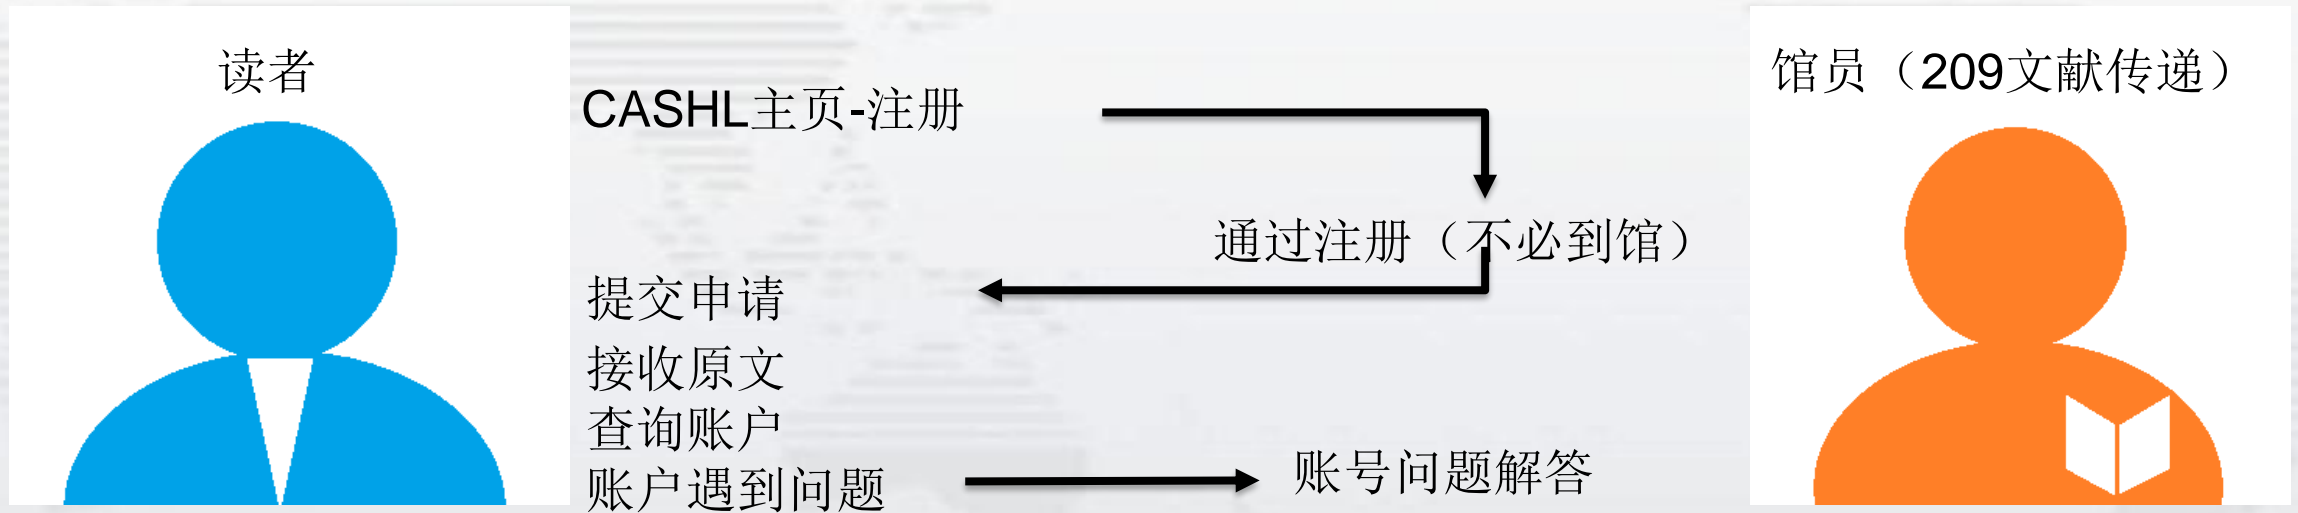 读者
CASHL主页-注册
馆员（209文献传递）
通过注册（不必到馆）
提交申请
接收原文
查询账户
账户遇到问题
账号问题解答